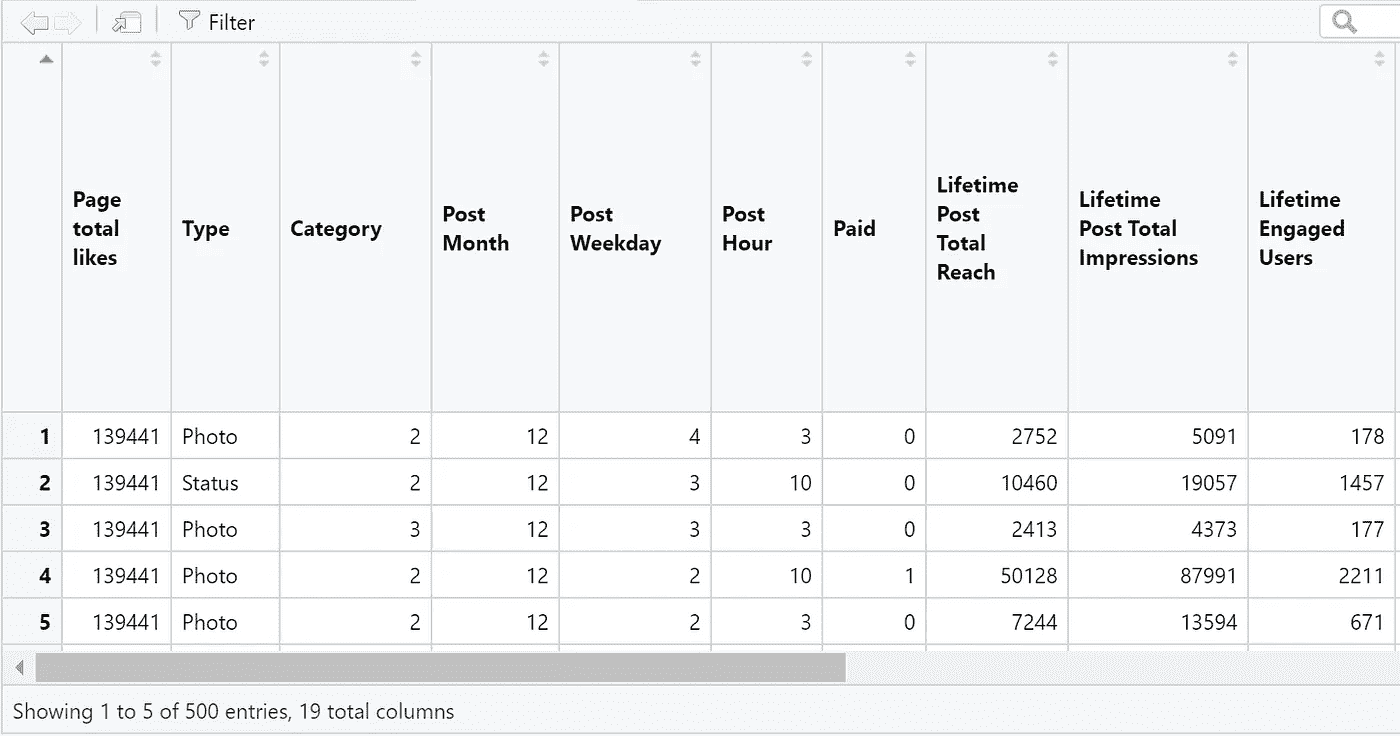 Filter
Page total likes Type Category Post Month Post Weekday Post Hour Paid Lifetime Post Total Reach Lifetime Post Total Impressions Lifetime Engaged Users
1 139441 Photo 2 12 4 3 0 2752 5091 178
2 139441 Status 2 12 3 10 0 10460 19057 1457
3 139441 Photo 3 12 3 3 0 2413 4373 177
4 139441 Photo 2 12 2 10 1 50128 87991 2211
5 139441 Photo 2 12 2 3 0 7244 13594 671
Showing 1 to 5 of 500 entries, 19 total columns